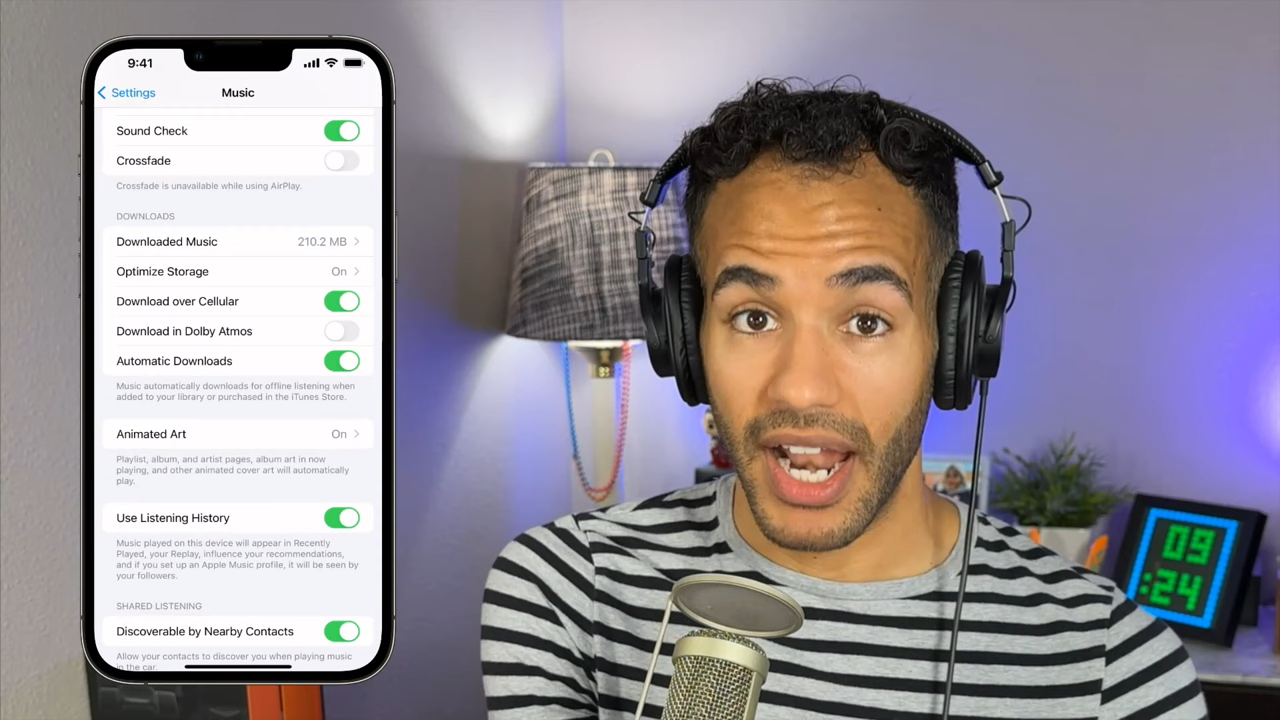 9:41
Settings
Music
Sound Check
Crossfade
Crossfade is unavailable while using AirPlay.
DOWNLOADS
Downloaded Music 210.2 MB
Optimize Storage On
Download over Cellular
Download in Dolby Atmos
Automatic Downloads
Music automatically downloads for offline listening when
added to your library or purchased in the iTunes Store.
Animated Art On
Playlist, album, and artist pages, album art in now
playing, and other animated cover art will automatically
play.
Use Listening History
Music played on this device will appear in Recently
Played, your Replay, influence your recommendations,
and if you set up an Apple Music profile, it will be seen by
your followers.
SHARED LISTENING
Discoverable by Nearby Contacts
Allow your contacts to discover you when playing music
in the car.
09
:24